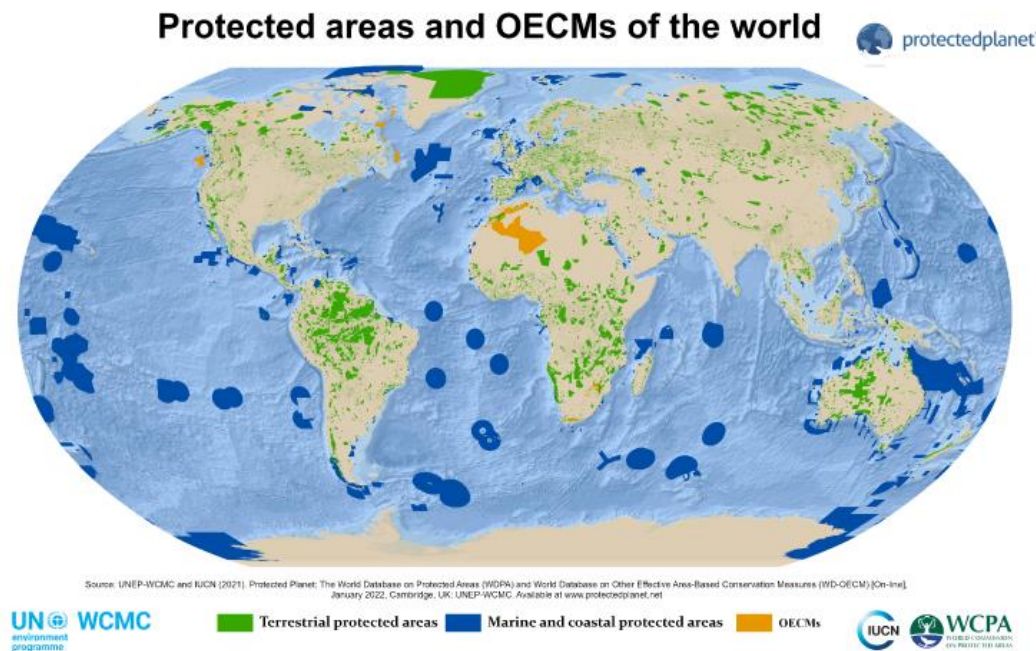 Protected areas and OECMs of the world
protectedplanet
Source: UNEP-WCMC and IUCN (2021). Protected Planet; The World Database on Protected Areas (WDPA) and World Database on Other Effective Area-Based Conservation Measures (WD-OECM) [On-line],
January 2022, Cambridge, UK: UNEP-WCMC. Available at www.protectedplanet.net
UN WCMC
environment
programme
Terrestrial protected areas
Marine and coastal protected areas
OECMs
IUCN
WCPA
WORLD COMMISSION
ON PROTECTED AREAS